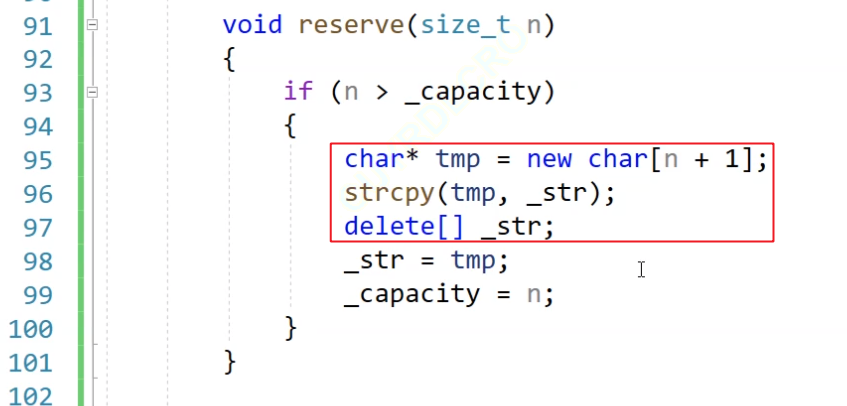 91 void reserve(size_t n)
92 {
93 if (n > _capacity)
94 {
95 char* tmp = new char[n + 1];
96 strcpy(tmp, _str);
97 delete[] _str;
98 _str = tmp;
99 _capacity = n;
100 }
101 }
102